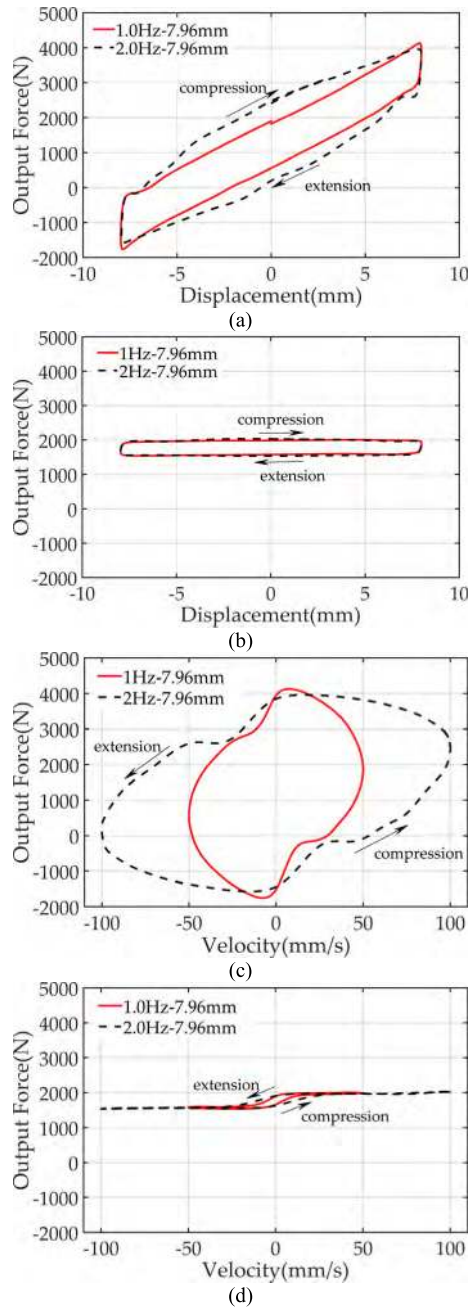 5000
1.0Hz-7.96mm
2.0Hz-7.96mm
4000
compression
3000
2000
1000
0
extension
-1000
-2000
Output Force(N)
-10 -5 0 5 10
Displacement(mm)
(a)
5000
1Hz-7.96mm
2Hz-7.96mm
4000
3000
compression
2000
extension
1000
0
-1000
-2000
Output Force(N)
-10 -5 0 5 10
Displacement(mm)
(b)
5000
1Hz-7.96mm
2Hz-7.96mm
4000
extension
3000
2000
1000
0
compression
-1000
-2000
Output Force(N)
-100 -50 0 50 100
Velocity(mm/s)
(c)
5000
1.0Hz-7.96mm
2.0Hz-7.96mm
4000
3000
extension
2000
compression
1000
0
-1000
-2000
Output Force(N)
-100 -50 0 50 100
Velocity(mm/s)
(d)